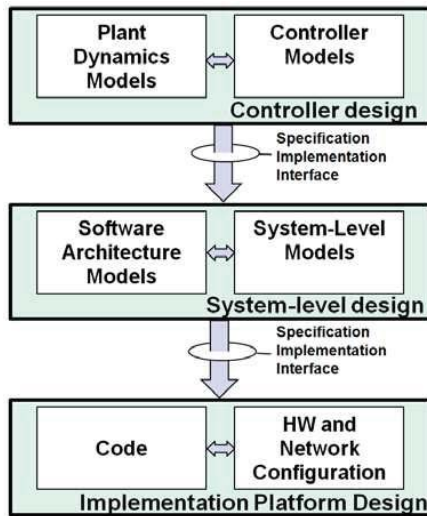 Plant
Dynamics
Models
Controller
Models
Controller design
Specification
Implementation
Interface
Software
Architecture
Models
System-Level
Models
System-level design
Specification
Implementation
Interface
Code
HW and
Network
Configuration
Implementation Platform Design